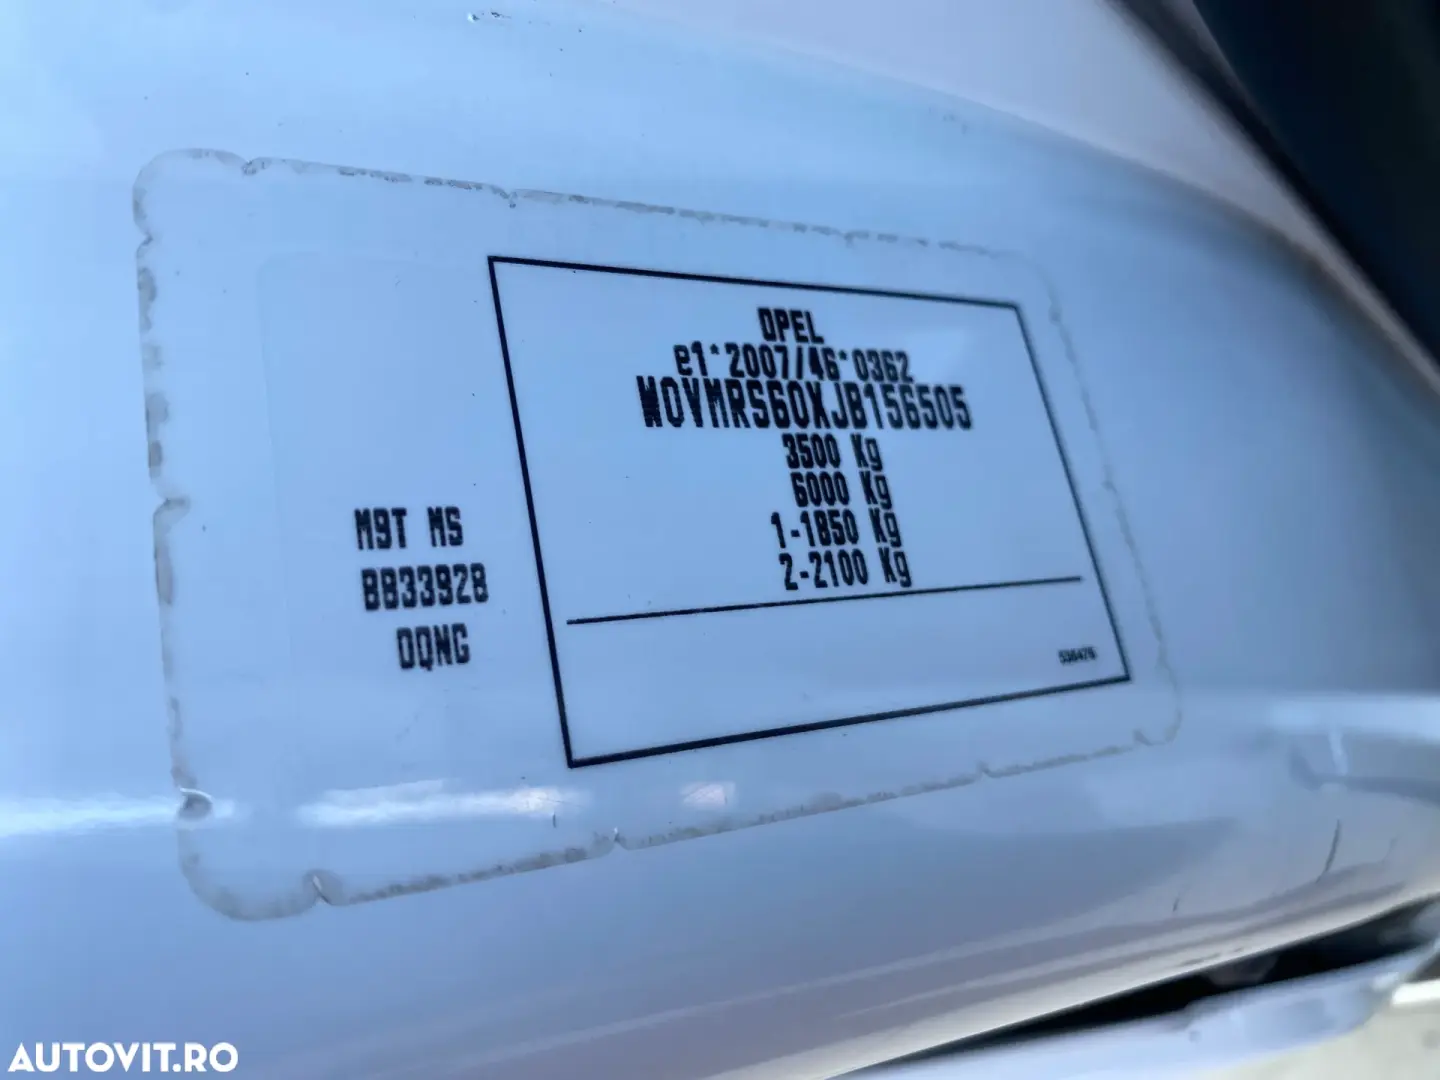 OPEL
e1*2007/46*0362
W0VMRS60XJB156505
3500 Kg
6000 Kg
1-1850 Kg
2-2100 Kg
M9T MS
8833928
0QNG
AUTOVIT.RO